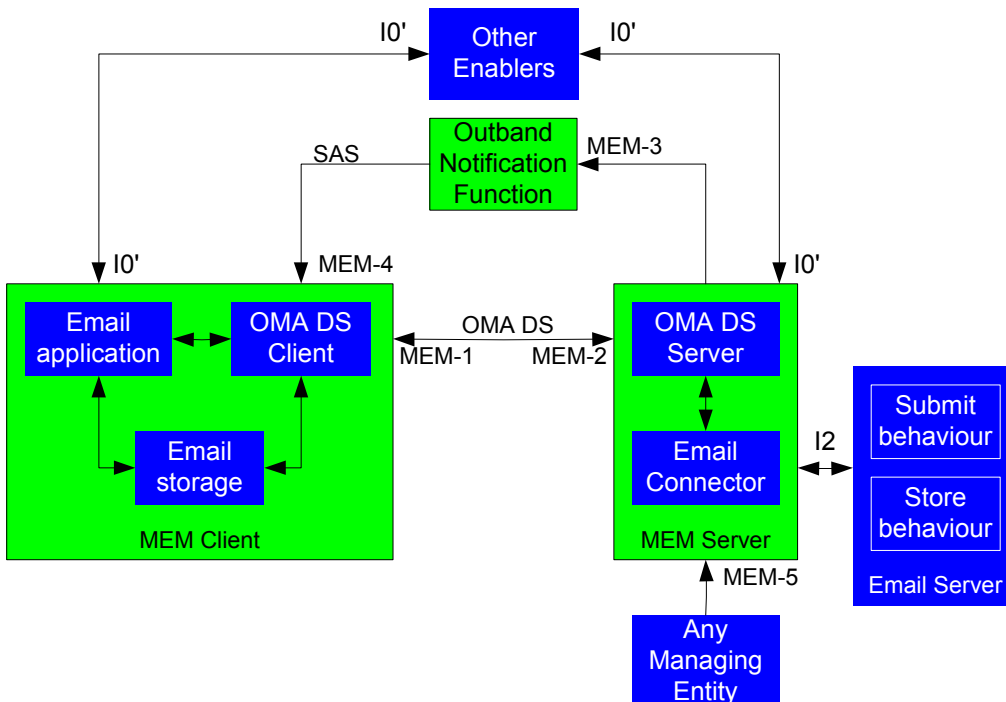 I0'
Other
Enablers
I0'
SAS
Outband
Notification
Function
MEM-3
I0'
MEM-4
I0'
Email
application
OMA DS
Client
OMA DS
MEM-1
MEM-2
OMA DS
Server
Email
storage
Email
Connector
I2
Submit
behaviour
Store
behaviour
MEM Client
MEM Server
Email Server
MEM-5
Any
Managing
Entity